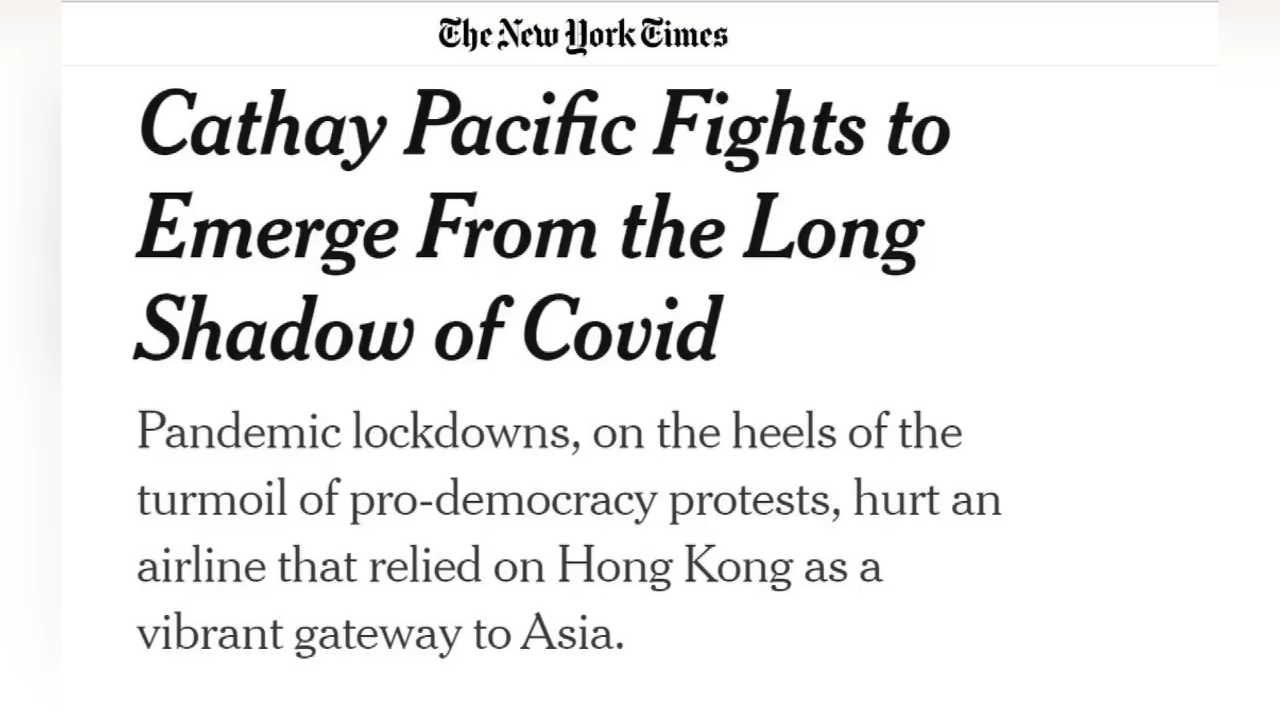 The New York Times
Cathay Pacific Fights to
Emerge From the Long
Shadow of Covid
Pandemic lockdowns, on the heels of the
turmoil of pro-democracy protests, hurt an
airline that relied on Hong Kong as a
vibrant gateway to Asia.